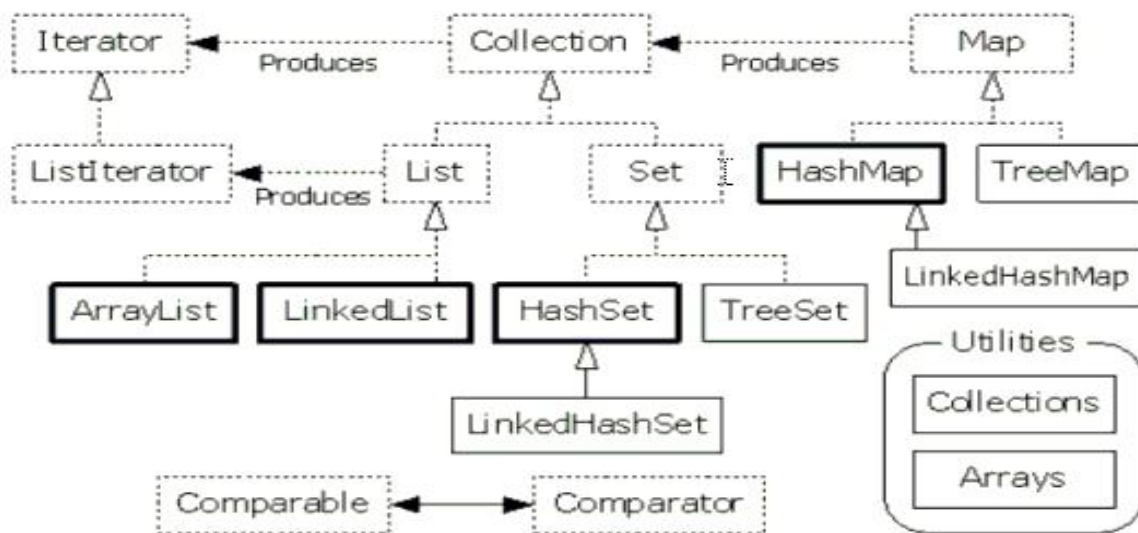 Iterator
Produces
Collection
Produces
Map
ListIterator
Produces
List
Set
HashMap
TreeMap
LinkedHashMap
ArrayList
LinkedList
HashSet
TreeSet
LinkedHashSet
Utilities
Collections
Arrays
Comparable
Comparator